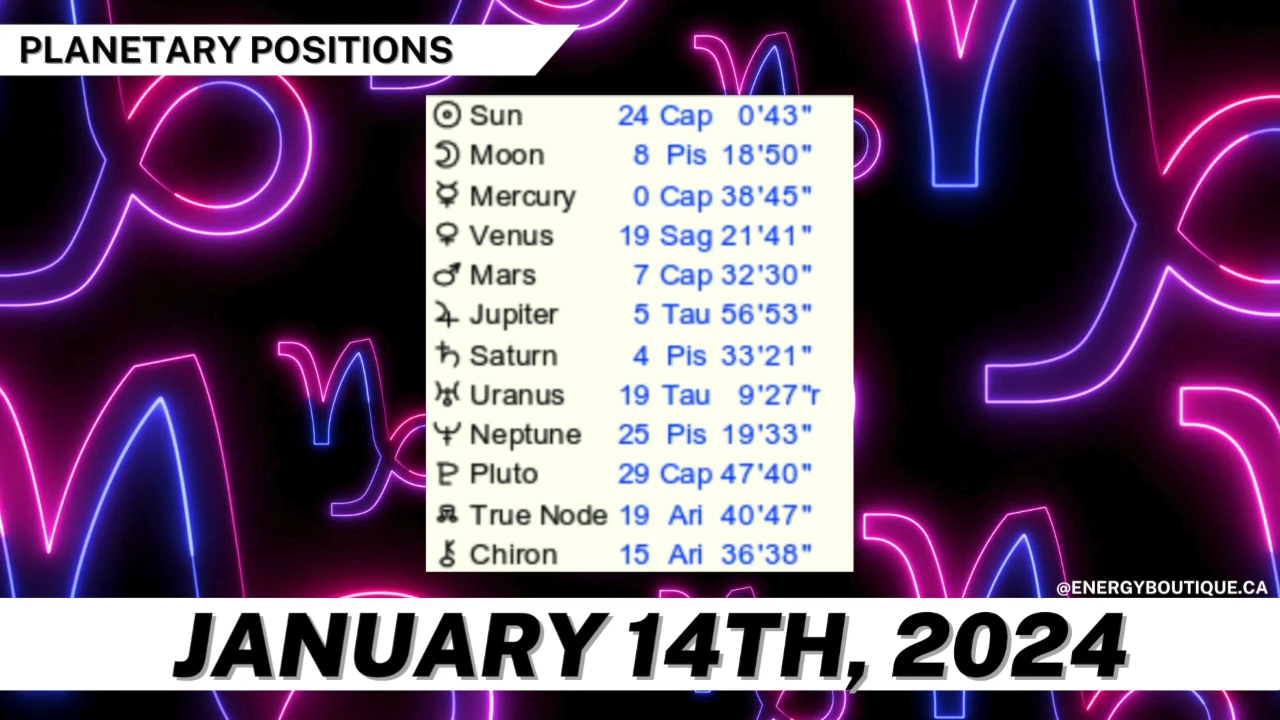 PLANETARY POSITIONS
☉ Sun 24 Cap 0'43"
☽ Moon 8 Pis 18'50"
☿ Mercury 0 Cap 38'45"
♀ Venus 19 Sag 21'41"
♂ Mars 7 Cap 32'30"
♃ Jupiter 5 Tau 56'53"
♄ Saturn 4 Pis 33'21"
♅ Uranus 19 Tau 9'27"r
♆ Neptune 25 Pis 19'33"
♇ Pluto 29 Cap 47'40"
☊ True Node 19 Ari 40'47"
⚷ Chiron 15 Ari 36'38"
@ENERGYBOUTIQUE.CA
JANUARY 14TH, 2024